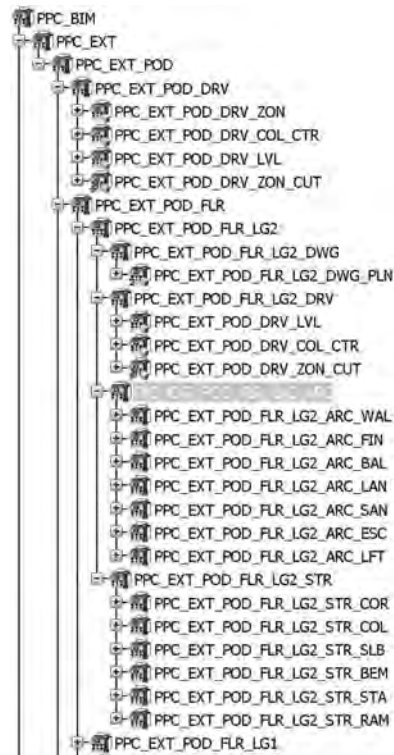 PPC_BIM
PPC_EXT
PPC_EXT_POD
PPC_EXT_POD_DRV
PPC_EXT_POD_DRV_ZON
PPC_EXT_POD_DRV_COL_CTR
PPC_EXT_POD_DRV_LVL
PPC_EXT_POD_DRV_ZON_CUT
PPC_EXT_POD_FLR
PPC_EXT_POD_FLR_LG2
PPC_EXT_POD_FLR_LG2_DWG
PPC_EXT_POD_FLR_LG2_DWG_PLN
PPC_EXT_POD_FLR_LG2_DRV
PPC_EXT_POD_DRV_LVL
PPC_EXT_POD_DRV_COL_CTR
PPC_EXT_POD_DRV_ZON_CUT
PPC_EXT_POD_FLR_LG2_ARC_WAL
PPC_EXT_POD_FLR_LG2_ARC_FIN
PPC_EXT_POD_FLR_LG2_ARC_BAL
PPC_EXT_POD_FLR_LG2_ARC_LAN
PPC_EXT_POD_FLR_LG2_ARC_SAN
PPC_EXT_POD_FLR_LG2_ARC_ESC
PPC_EXT_POD_FLR_LG2_ARC_LFT
PPC_EXT_POD_FLR_LG2_STR
PPC_EXT_POD_FLR_LG2_STR_COR
PPC_EXT_POD_FLR_LG2_STR_COL
PPC_EXT_POD_FLR_LG2_STR_SLB
PPC_EXT_POD_FLR_LG2_STR_BEM
PPC_EXT_POD_FLR_LG2_STR_STA
PPC_EXT_POD_FLR_LG2_STR_RAM
PPC_EXT_POD_FLR_LG1